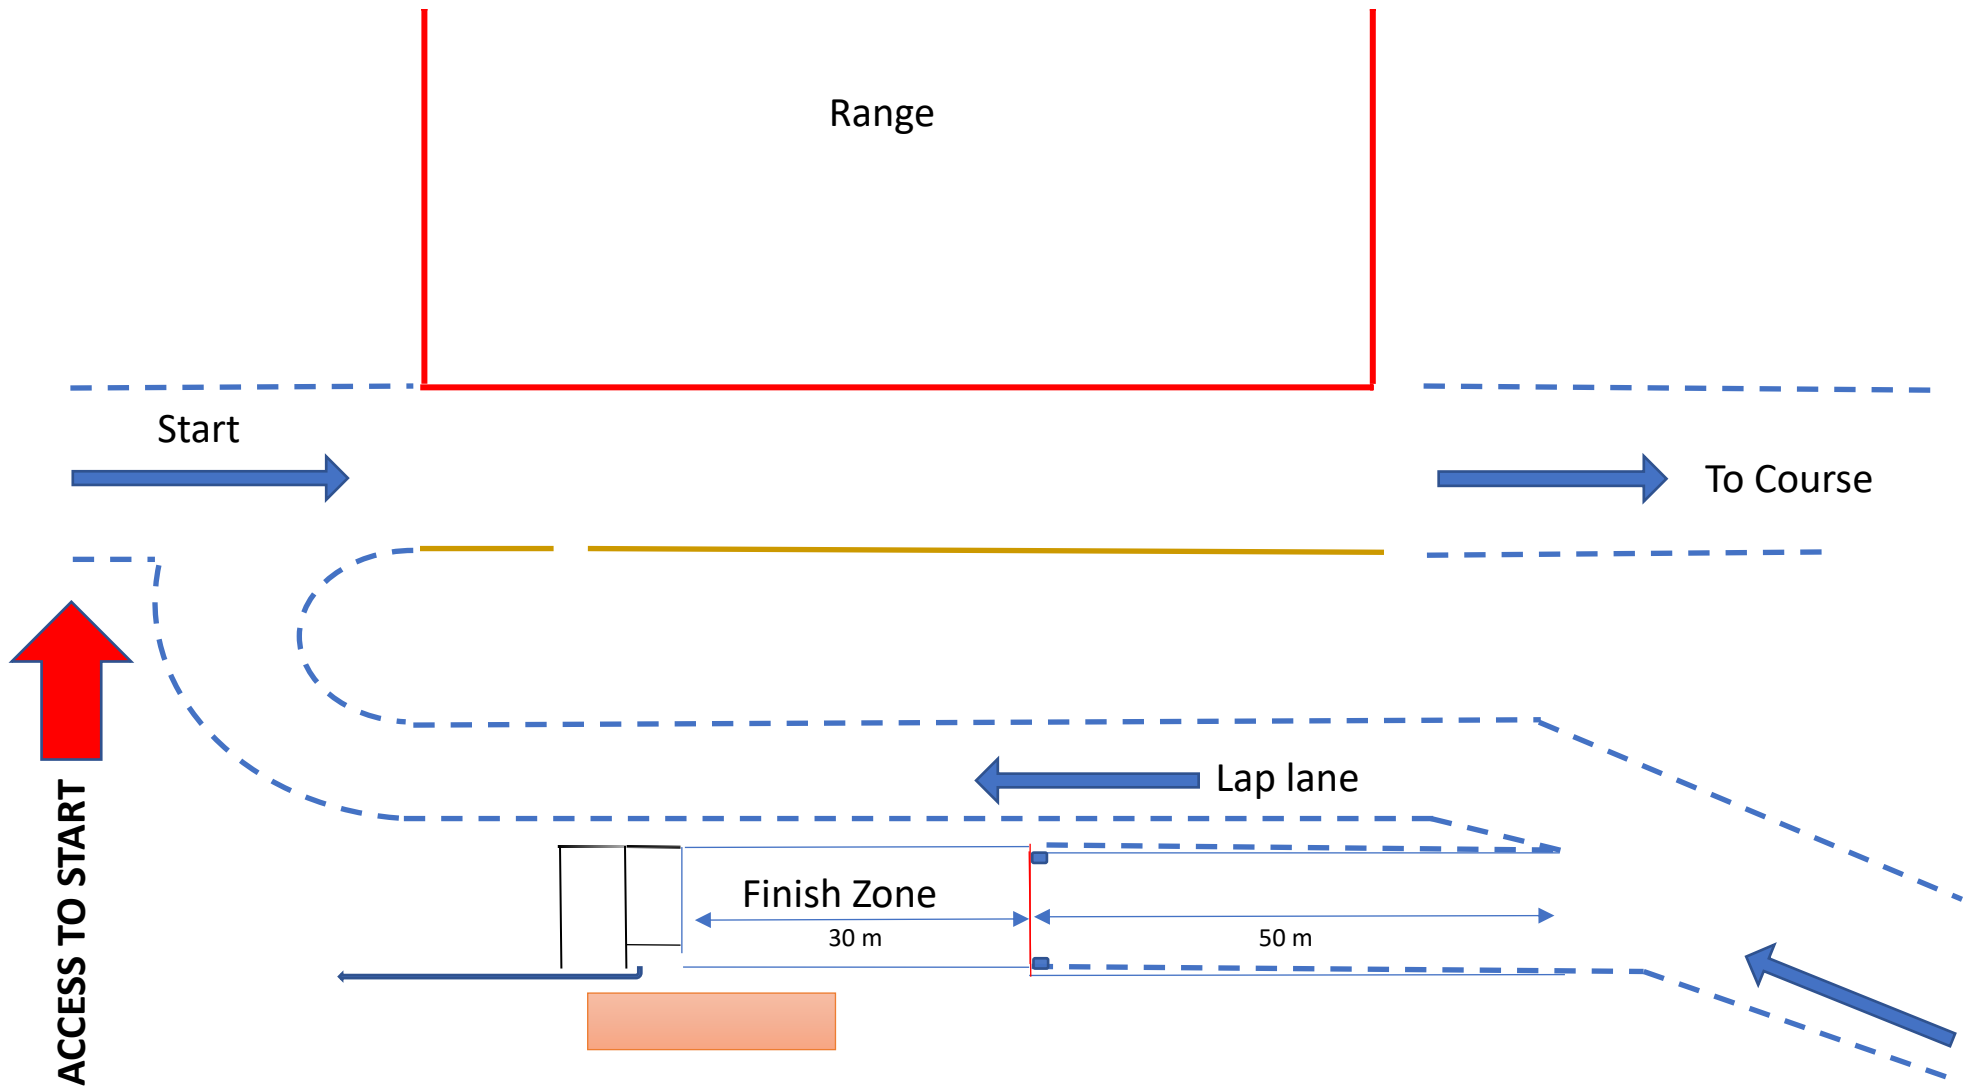 Range
Start
To Course
Lap lane
Finish Zone
30 m
50 m
ACCESS TO START